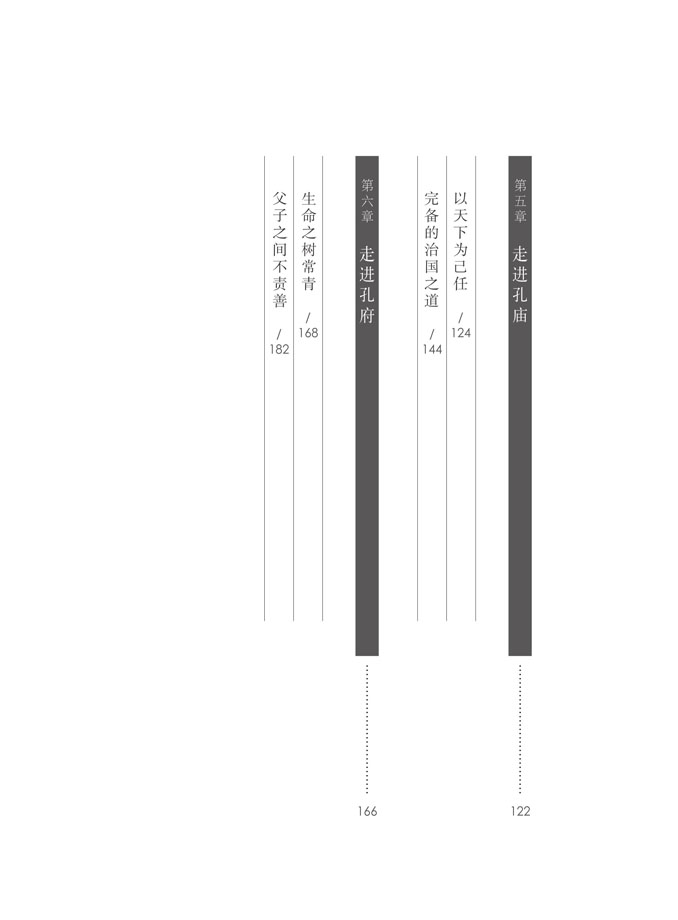 第五章 走进孔庙 122
以天下为己任 / 124
完备的治国之道 / 144
第六章 走进孔府 166
生命之树常青 / 168
父子之间不责善 / 182